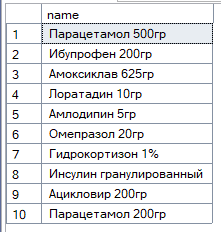 name
1 Парацетамол 500гр
2 Ибупрофен 200гр
3 Амоксиклав 625гр
4 Лоратадин 10гр
5 Амлодипин 5гр
6 Омепразол 20гр
7 Гидрокортизон 1%
8 Инсулин гранулированный
9 Ацикловир 200гр
10 Парацетамол 200гр